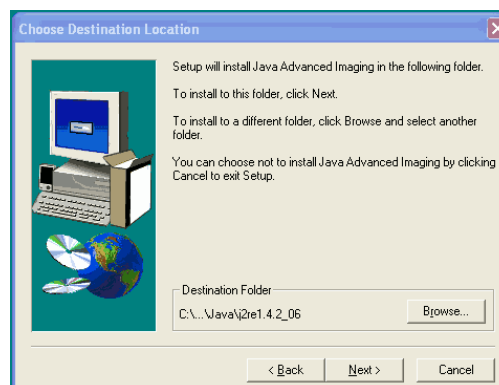 Choose Destination Location
Setup will install Java Advanced Imaging in the following folder.
To install to this folder, click Next.
To install to a different folder, click Browse and select another
folder.
You can choose not to install Java Advanced Imaging by clicking
Cancel to exit Setup.
Destination Folder
C:\...\Java\j2re1.4.2_06
Browse...
< Back
Next >
Cancel